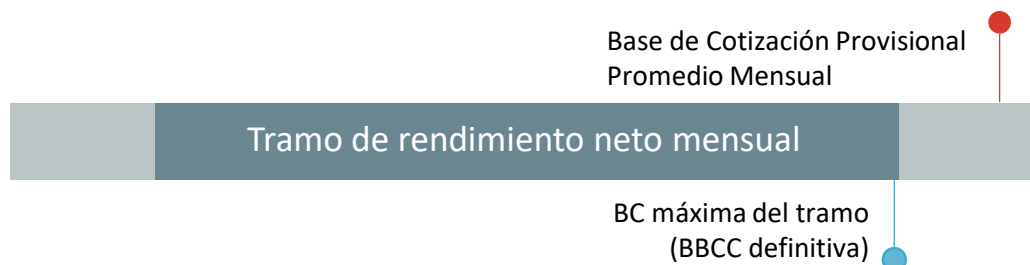 Base de Cotización Provisional
Promedio Mensual
Tramo de rendimiento neto mensual
BC máxima del tramo
(BBCC definitiva)